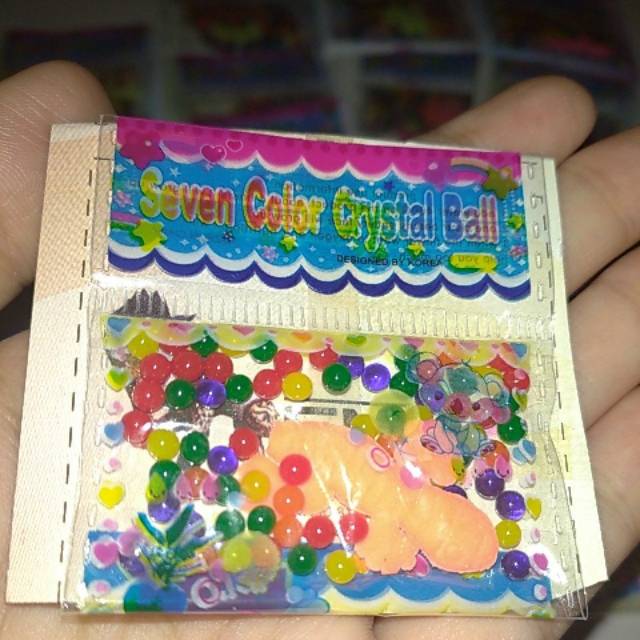 Seven Color Crystal Ball
DESIGNED BY KOREA